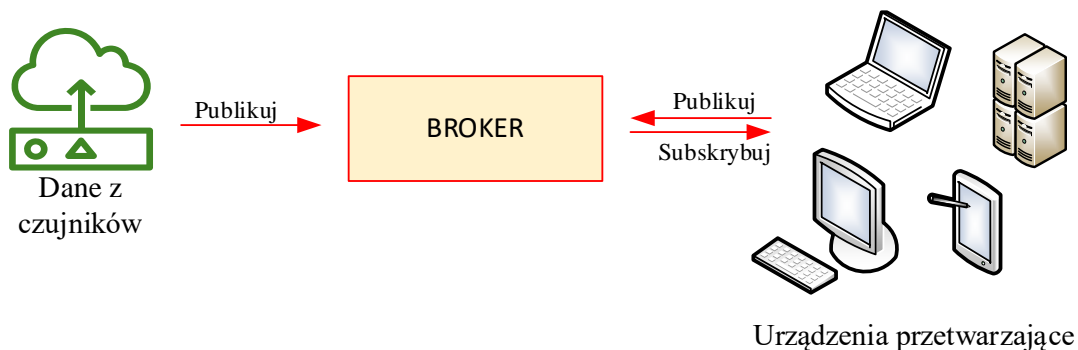 Publikuj
BROKER
Publikuj
Subskrybuj
Dane z
czujników
Urządzenia przetwarzające